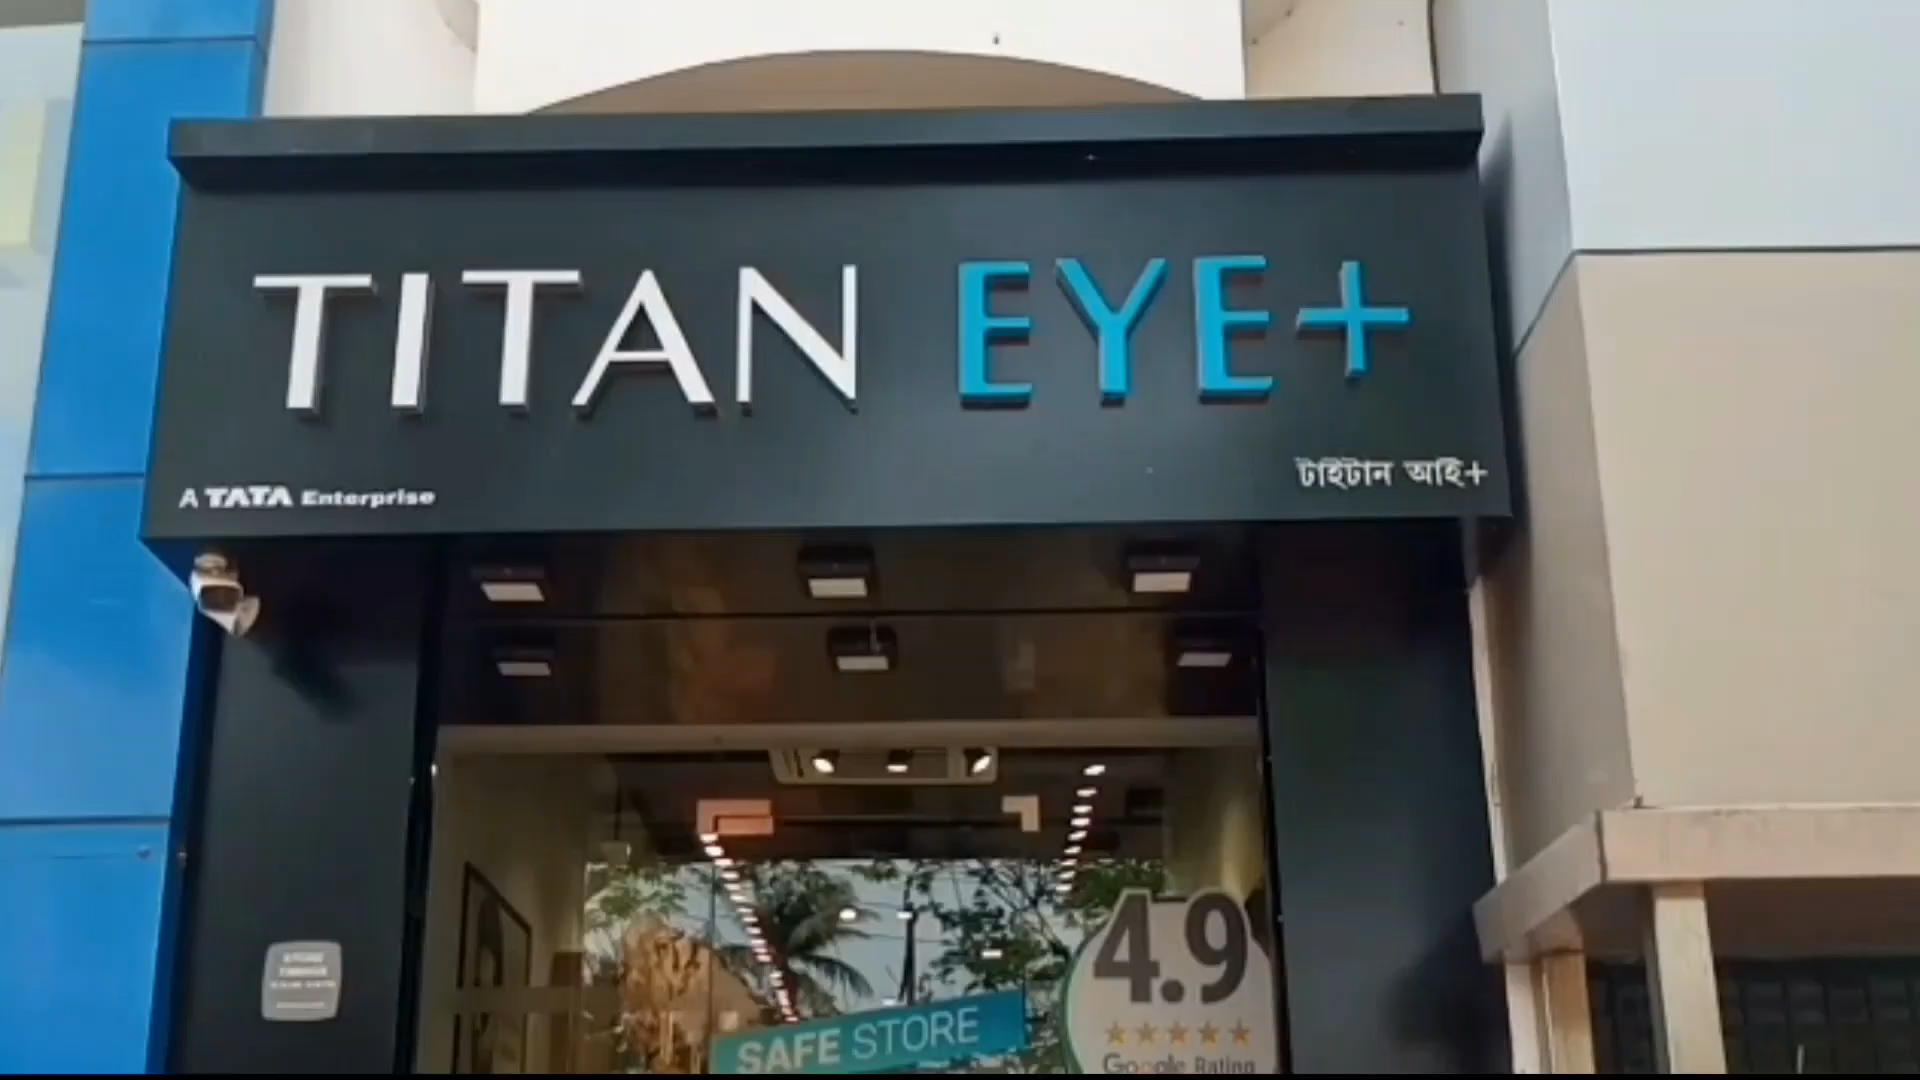 TITAN EYE+
টাইটান আই+
A TATA Enterprise
4.9
SAFE STORE
Google Rating